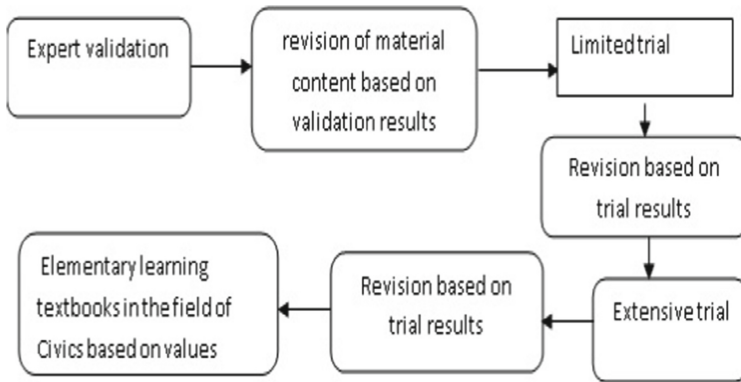 Expert validation
revision of material
content based on
validation results
Limited trial
Revision based on
trial results
Extensive trial
Revision based on
trial results
Elementary learning
textbooks in the field of
Civics based on values